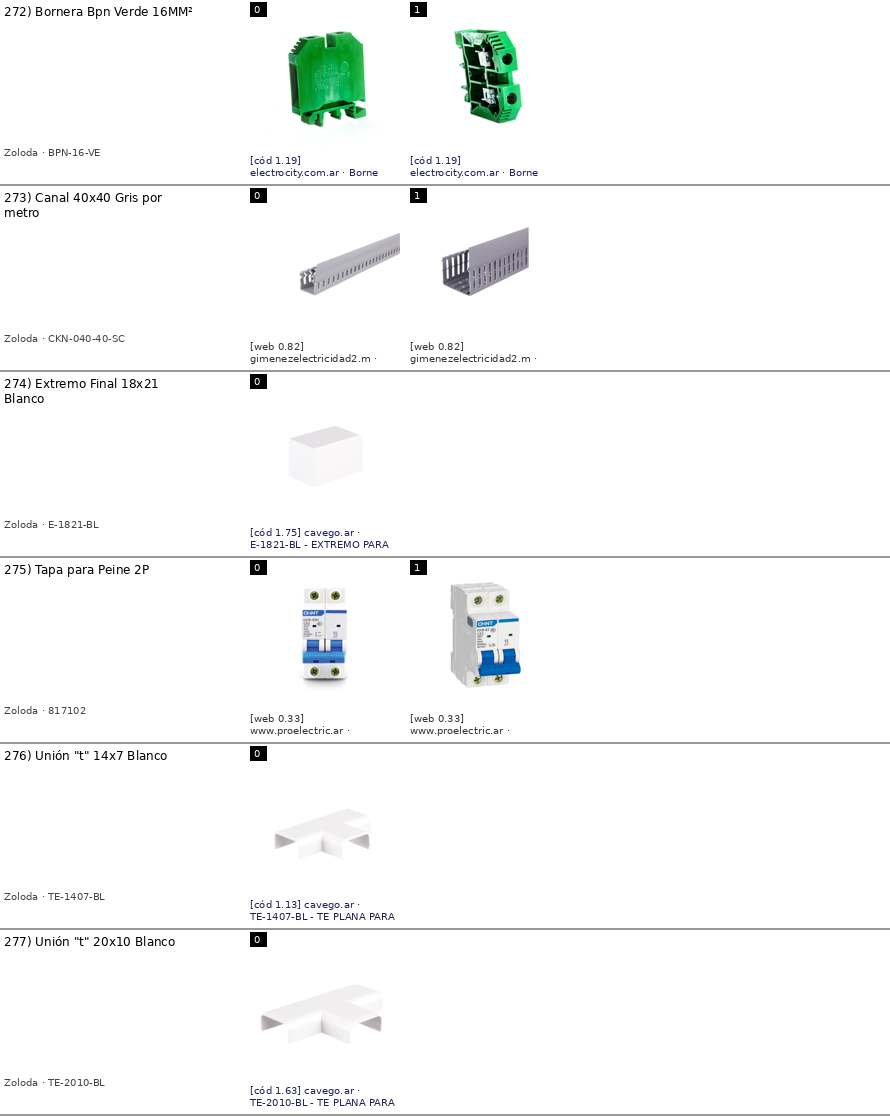 272) Bornera Bpn Verde 16MM²
0
1
Zoloda · BPN-16-VE
[cód 1.19]
electrocity.com.ar · Borne
[cód 1.19]
electrocity.com.ar · Borne
273) Canal 40x40 Gris por
metro
0
1
Zoloda · CKN-040-40-SC
[web 0.82]
gimenezelectricidad2.m ·
[web 0.82]
gimenezelectricidad2.m ·
274) Extremo Final 18x21
Blanco
0
Zoloda · E-1821-BL
[cód 1.75] cavego.ar ·
E-1821-BL - EXTREMO PARA
275) Tapa para Peine 2P
0
1
CHNT
CHNT
Zoloda · 817102
[web 0.33]
www.proelectric.ar ·
[web 0.33]
www.proelectric.ar ·
276) Unión "t" 14x7 Blanco
0
Zoloda · TE-1407-BL
[cód 1.13] cavego.ar ·
TE-1407-BL - TE PLANA PARA
277) Unión "t" 20x10 Blanco
0
Zoloda · TE-2010-BL
[cód 1.63] cavego.ar ·
TE-2010-BL - TE PLANA PARA